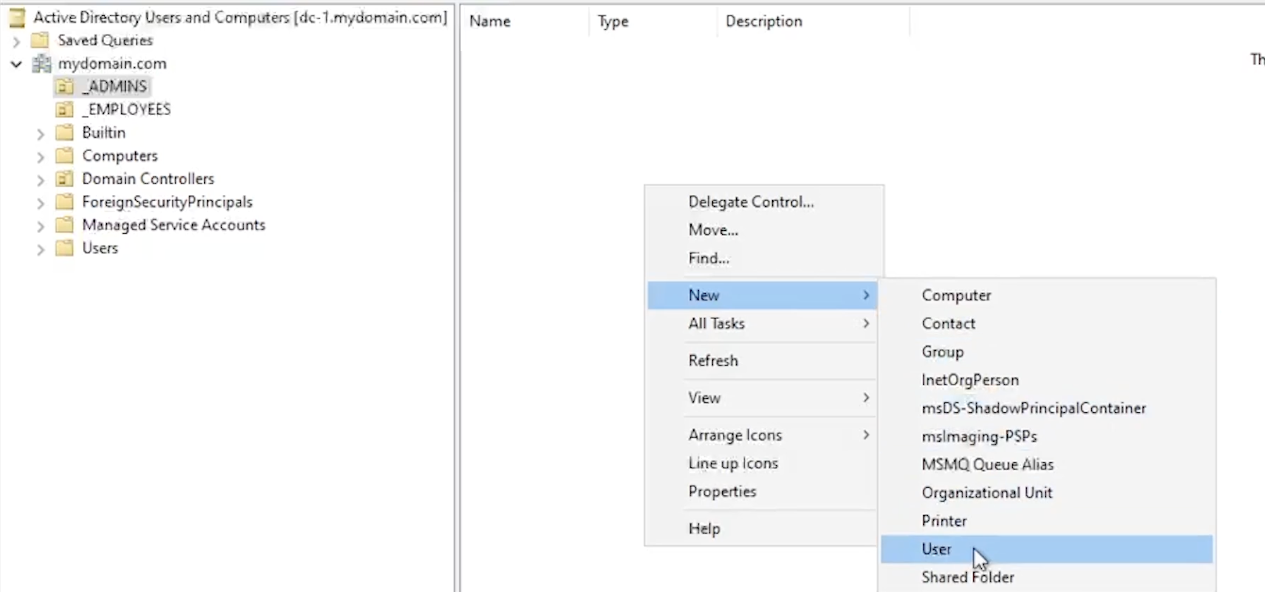 Active Directory Users and Computers [dc-1.mydomain.com]
Saved Queries
mydomain.com
_ADMINS
_EMPLOYEES
Builtin
Computers
Domain Controllers
ForeignSecurityPrincipals
Managed Service Accounts
Users
Name Type Description
Th
Delegate Control...
Move...
Find...
New
All Tasks
Refresh
View
Arrange Icons
Line up Icons
Properties
Help
Computer
Contact
Group
InetOrgPerson
msDS-ShadowPrincipalContainer
msImaging-PSPs
MSMQ Queue Alias
Organizational Unit
Printer
User
Shared Folder